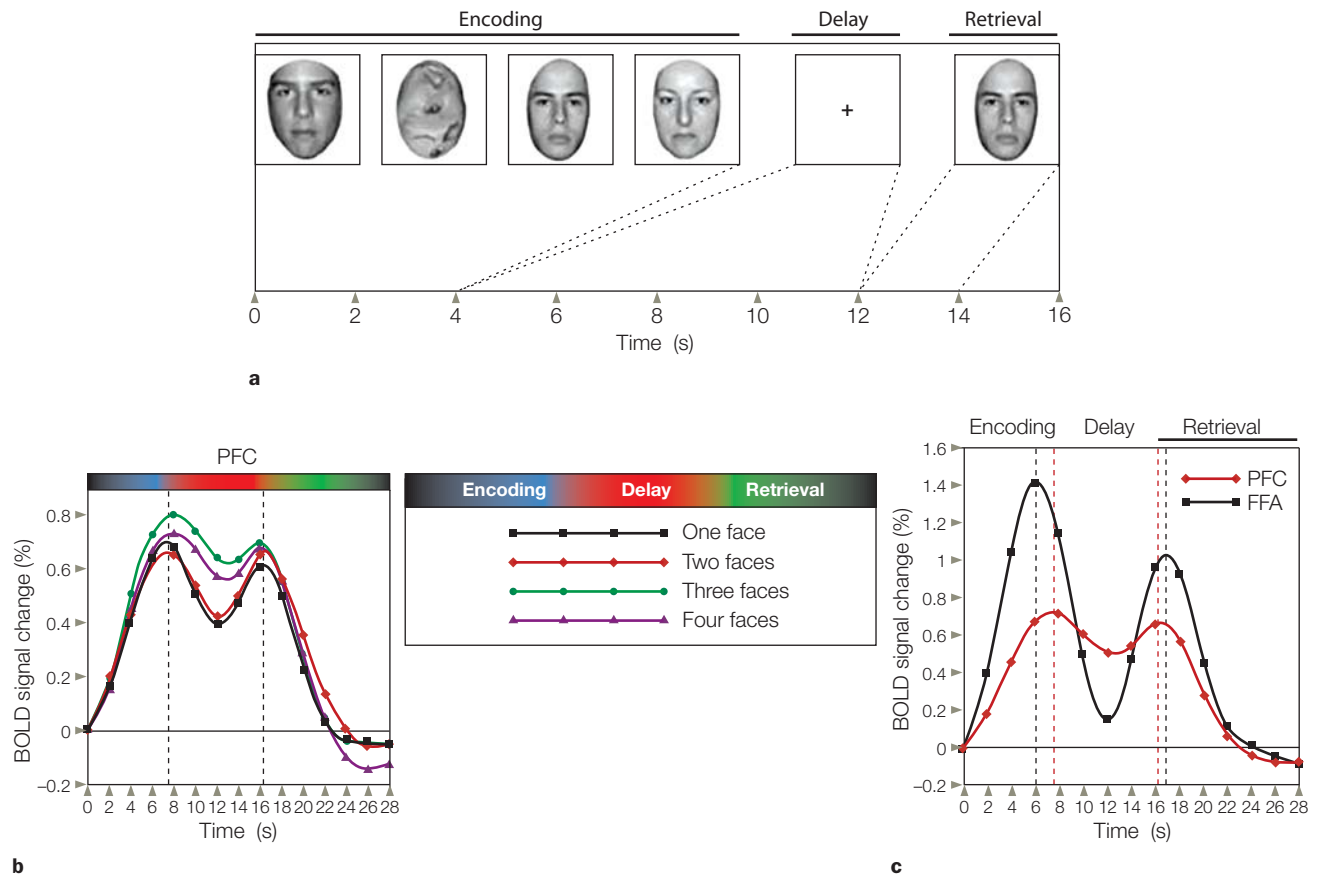 Encoding Delay Retrieval
+
0 2 4 6 8 10 12 14 16
Time (s)
a
PFC
0.8
0.6
0.4
0.2
0
–0.2
BOLD signal change (%)
0 2 4 6 8 10 12 14 16 18 20 22 24 26 28
Time (s)
b
Encoding Delay Retrieval
One face
Two faces
Three faces
Four faces
Encoding Delay Retrieval
1.6
1.4
1.2
1
0.8
0.6
0.4
0.2
0
–0.2
BOLD signal change (%)
PFC
FFA
0 2 4 6 8 10 12 14 16 18 20 22 24 26 28
Time (s)
c